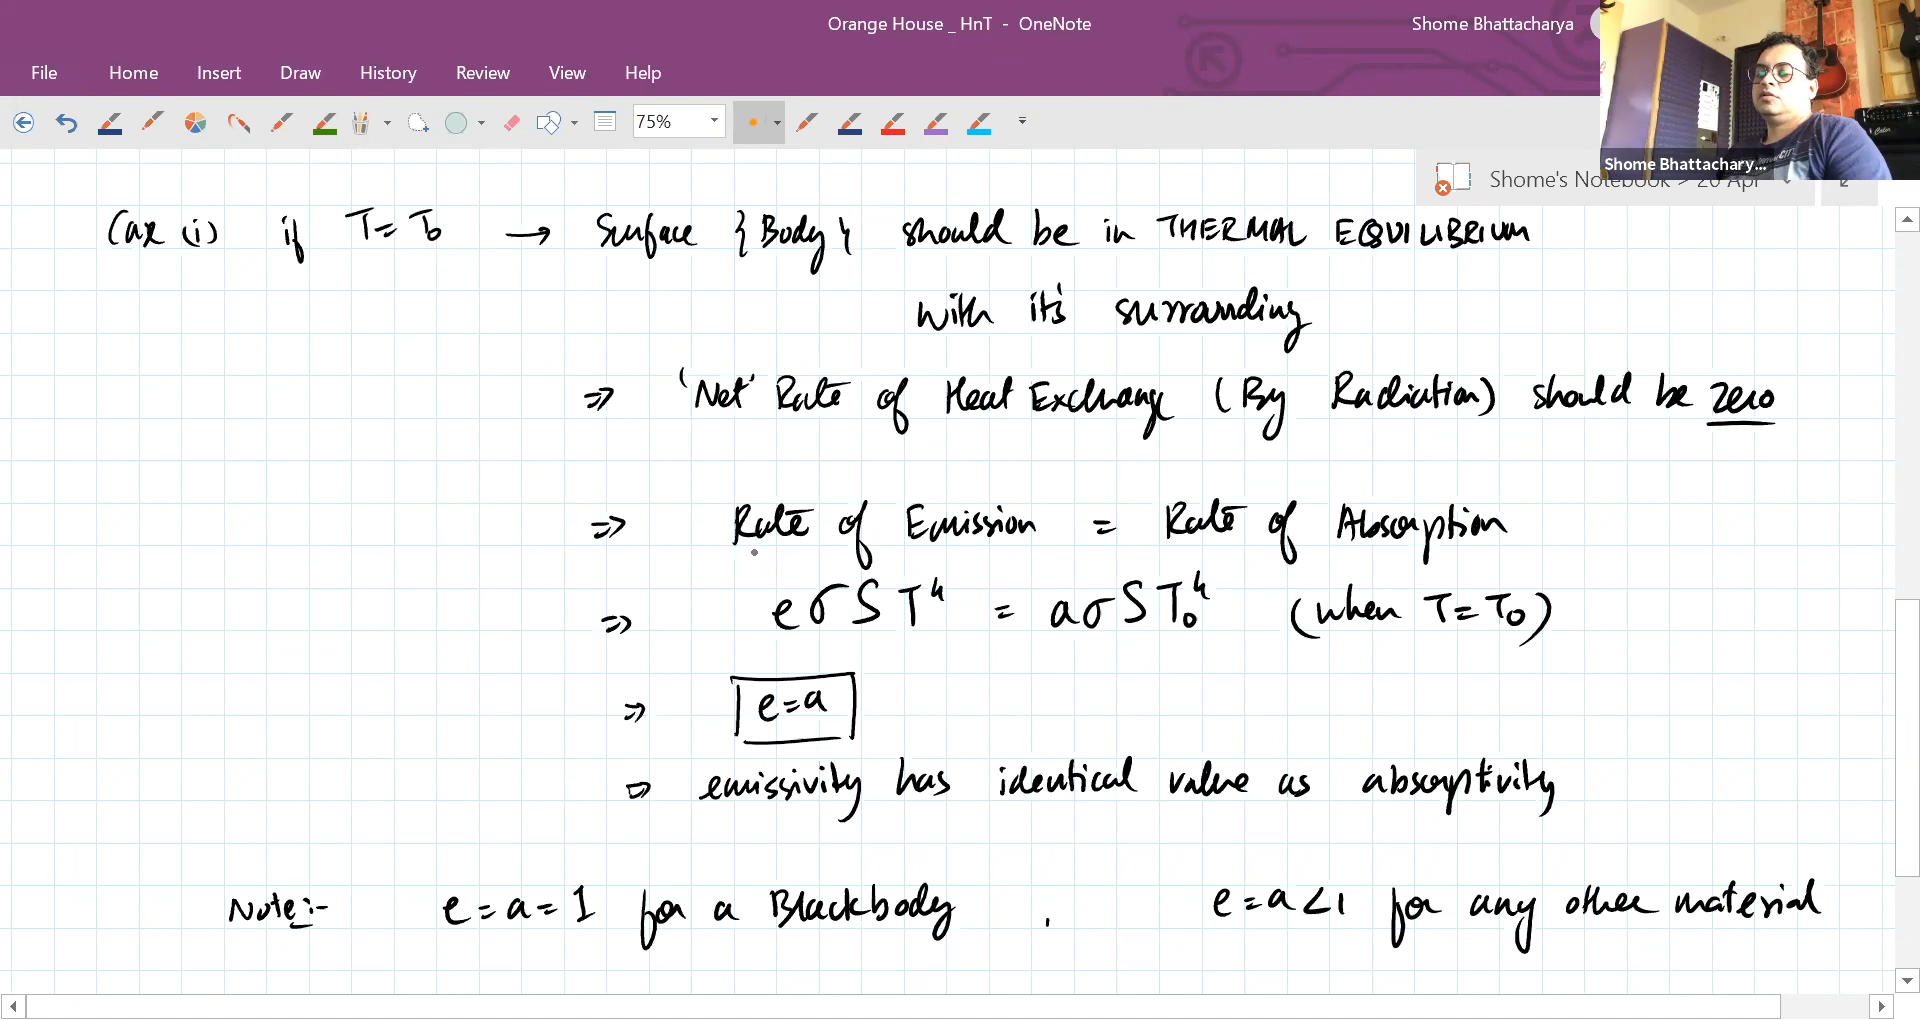 Orange House _ HnT - OneNote
Shome Bhattacharya
File Home Insert Draw History Review View Help
75%
Shome Bhattachary...
Shome's Notebook > 20 Apr
Case (i) if T = T₀ → Surface {Body} should be in THERMAL EQUILIBRIUM
with it's surrounding
⇒ 'Net' Rate of Heat Exchange (By Radiation) should be zero
⇒ Rate of Emission = Rate of Absorption
⇒ eσST⁴ = aσST₀⁴ (when T = T₀)
⇒ e = a
⇒ emissivity has identical value as absorptivity
Note:- e = a = 1 for a Blackbody , e = a < 1 for any other material